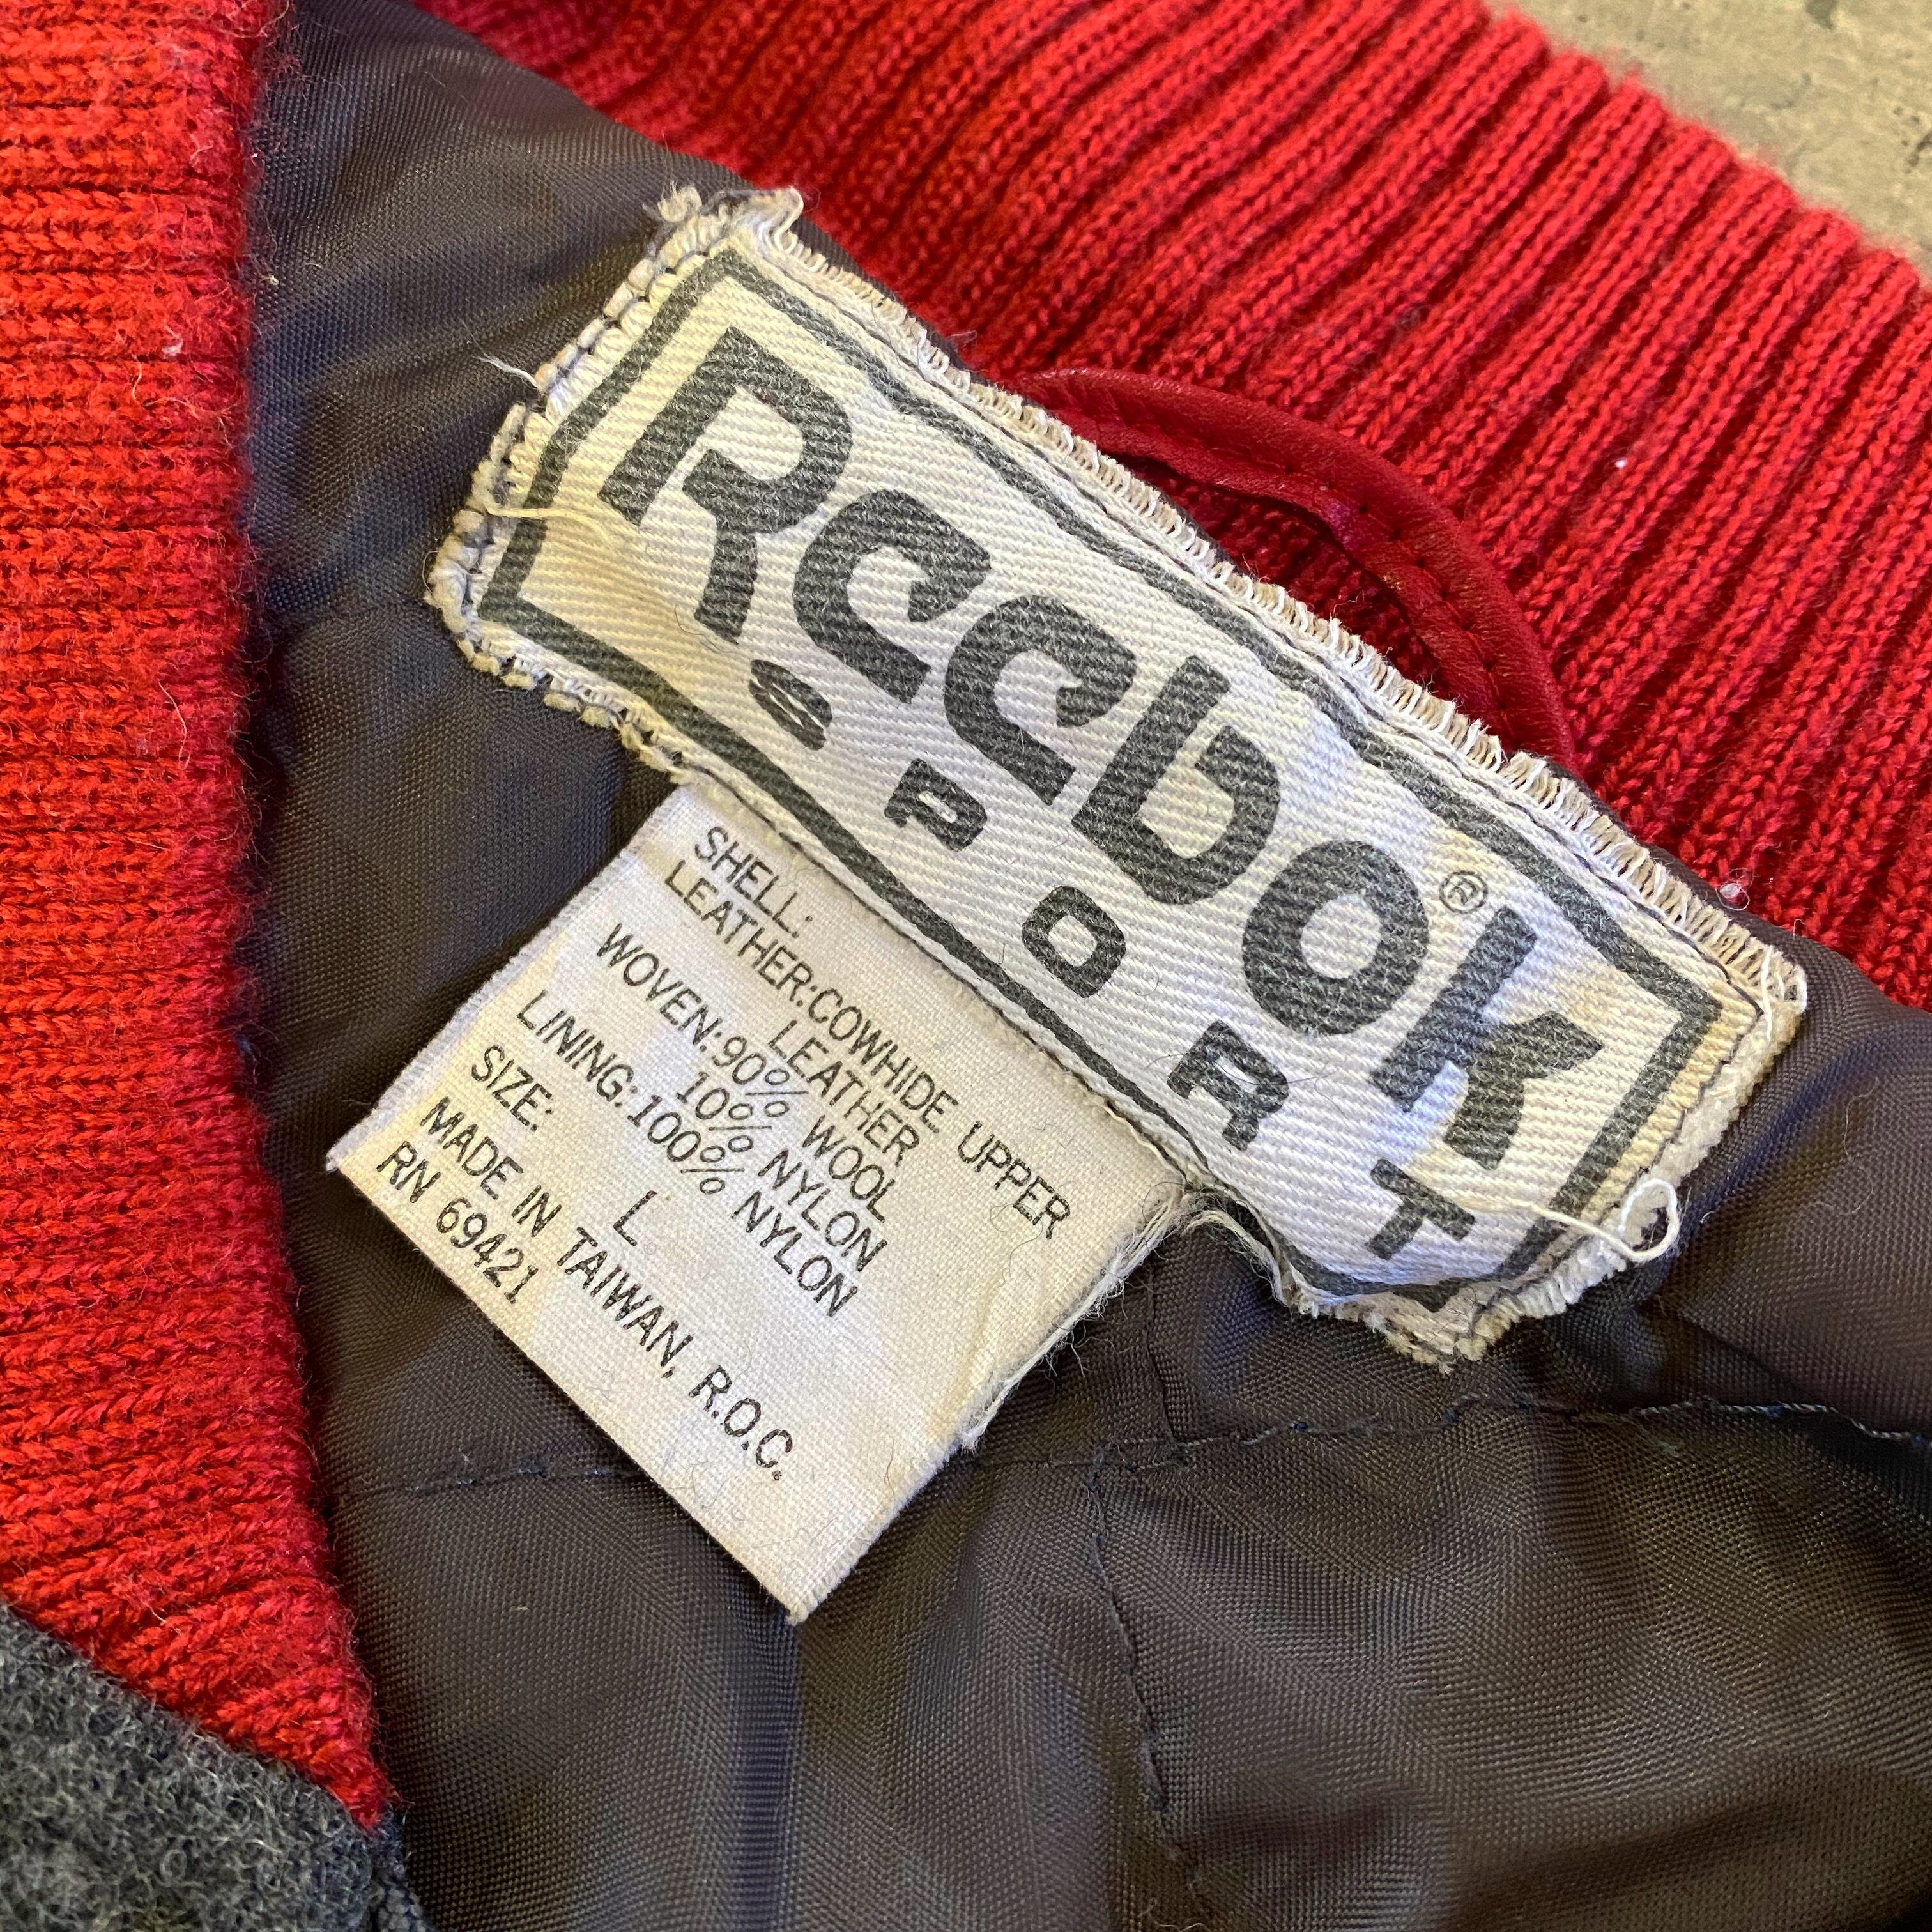 Reebok®
SPORT
SHELL:
LEATHER:COWHIDE UPPER
LEATHER
WOVEN:90% WOOL
10% NYLON
LINING:100% NYLON
SIZE: L
MADE IN TAIWAN, R.O.C.
RN 69421